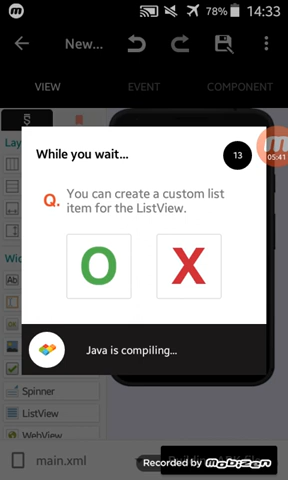 78% 14:33
New...
VIEW EVENT COMPONENT
While you wait...
13
05:41
Q. You can create a custom list
item for the ListView.
O X
Java is compiling...
Spinner
ListView
WebView
main.xml
Recorded by mobizen